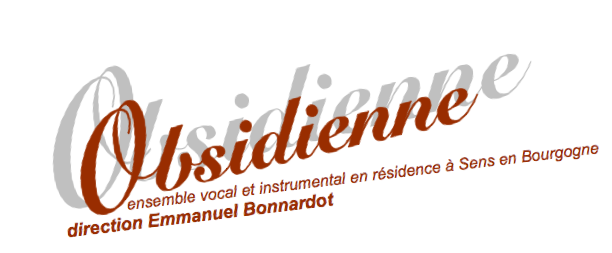 Obsidienne
ensemble vocal et instrumental en résidence à Sens en Bourgogne
direction Emmanuel Bonnardot